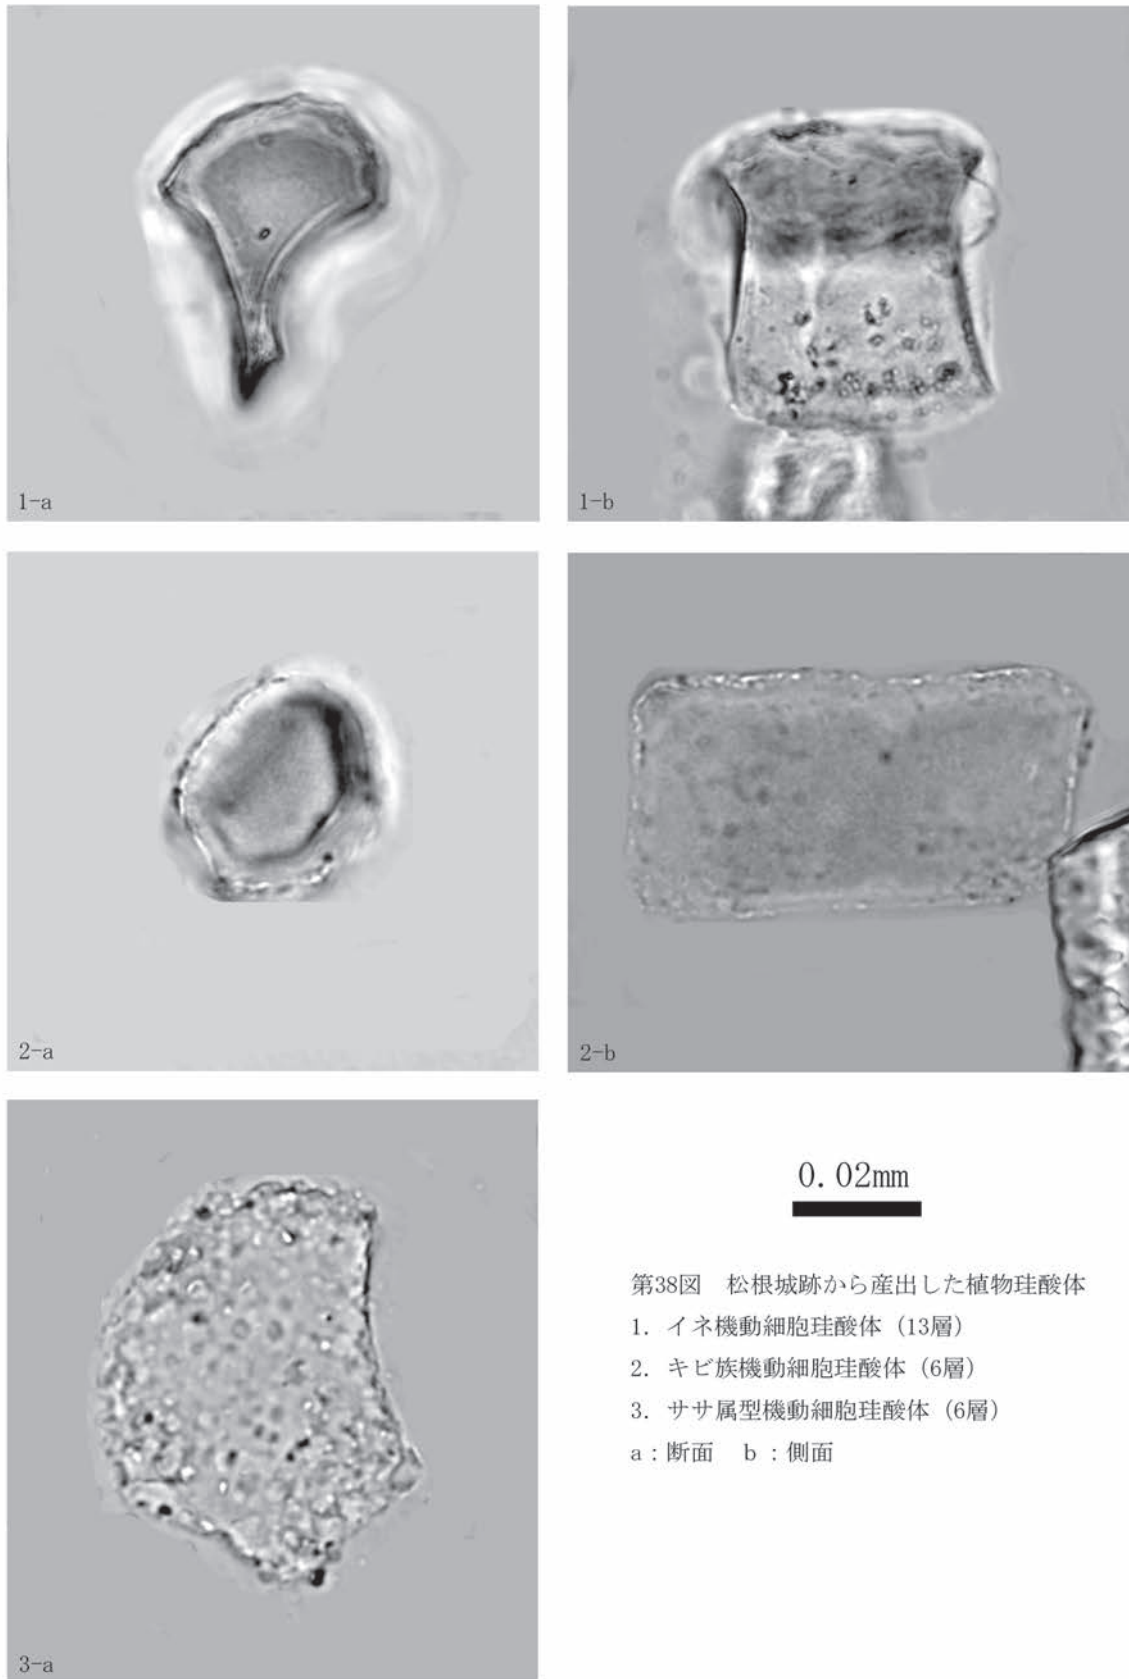 1-a
1-b
2-a
2-b
3-a
0.02mm
第38図 松根城跡から産出した植物珪酸体
1. イネ機動細胞珪酸体（13層）
2. キビ族機動細胞珪酸体（6層）
3. ササ属型機動細胞珪酸体（6層）
a：断面 b：側面